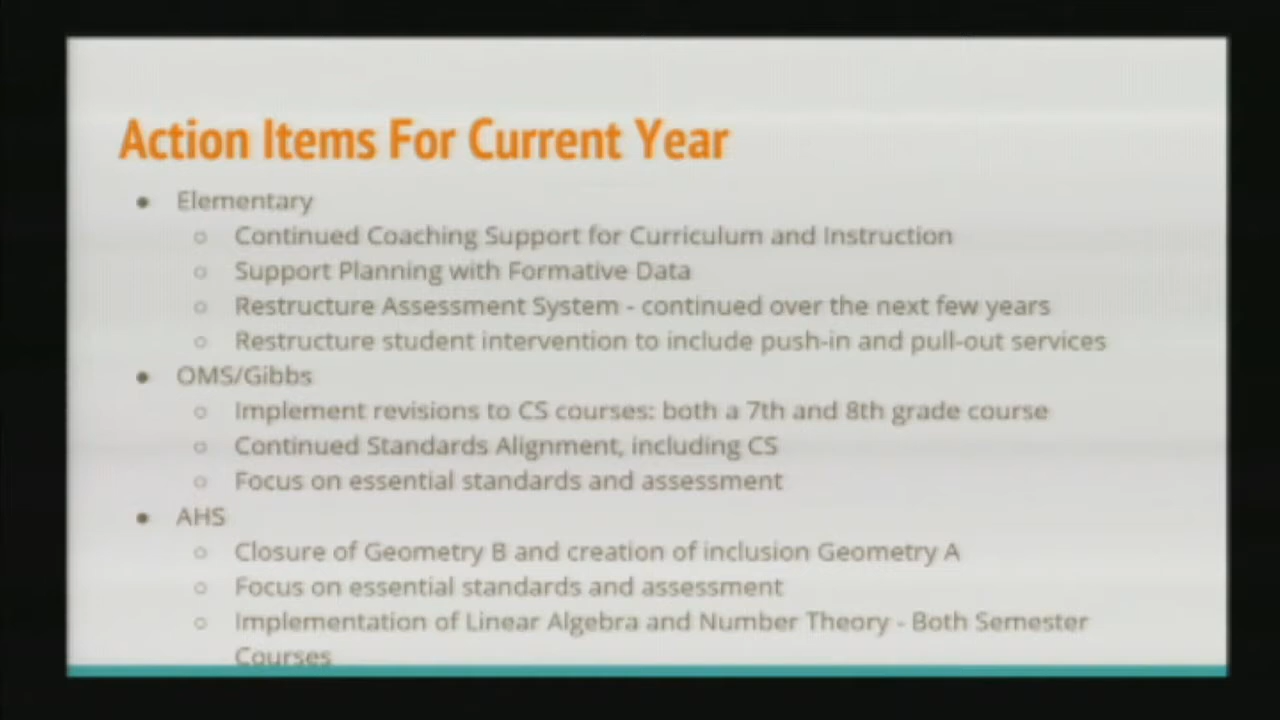 Action Items For Current Year
● Elementary
○ Continued Coaching Support for Curriculum and Instruction
○ Support Planning with Formative Data
○ Restructure Assessment System - continued over the next few years
○ Restructure student intervention to include push-in and pull-out services
● OMS/Gibbs
○ Implement revisions to CS courses: both a 7th and 8th grade course
○ Continued Standards Alignment, including CS
○ Focus on essential standards and assessment
● AHS
○ Closure of Geometry B and creation of inclusion Geometry A
○ Focus on essential standards and assessment
○ Implementation of Linear Algebra and Number Theory - Both Semester
Courses